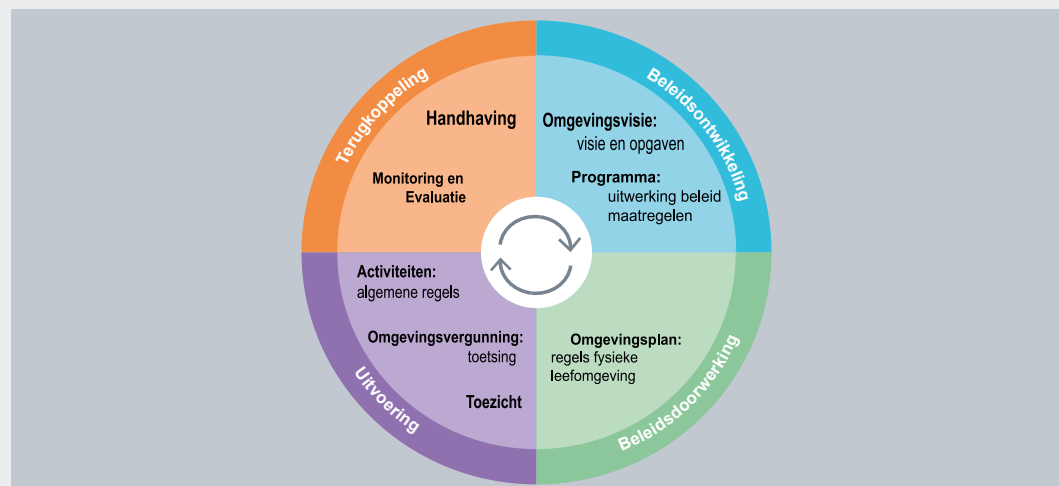 Terugkoppeling
Handhaving
Monitoring en
Evaluatie
Beleidsontwikkeling
Omgevingsvisie:
visie en opgaven
Programma:
uitwerking beleid
maatregelen
Beleidsdoorwerking
Omgevingsplan:
regels fysieke
leefomgeving
Uitvoering
Activiteiten:
algemene regels
Omgevingsvergunning:
toetsing
Toezicht